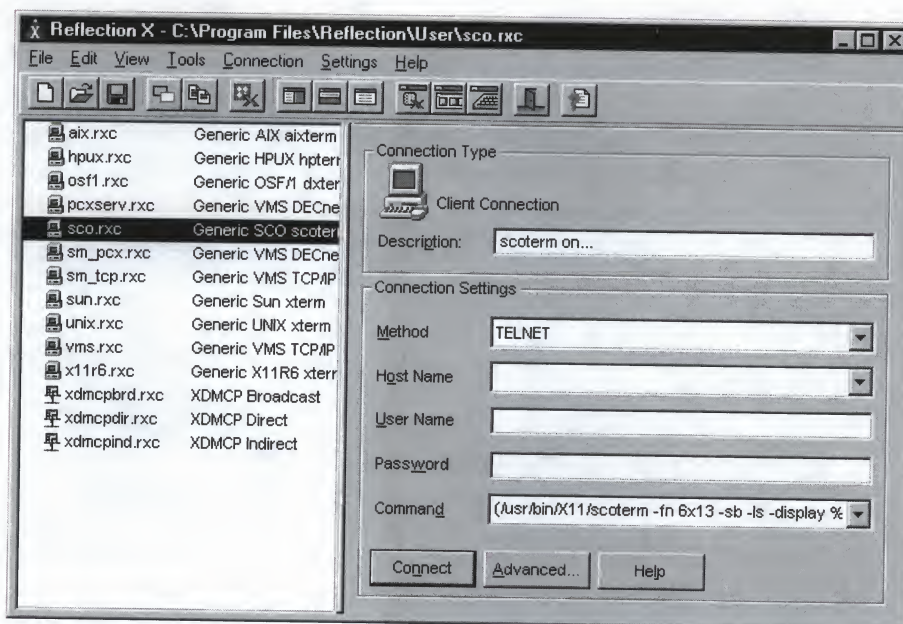 Reflection X - C:\Program Files\Reflection\User\sco.rxc
File Edit View Tools Connection Settings Help
aix.rxc Generic AIX aixterm
hpux.rxc Generic HPUX hpterr
osf1.rxc Generic OSF/1 dxter
pcxserv.rxc Generic VMS DECne
sco.rxc Generic SCO scoter
sm_pcx.rxc Generic VMS DECne
sm_tcp.rxc Generic VMS TCP/IP
sun.rxc Generic Sun xterm
unix.rxc Generic UNIX xterm
vms.rxc Generic VMS TCP/IP
x11r6.rxc Generic X11R6 xterr
xdmcpbrd.rxc XDMCP Broadcast
xdmcpdir.rxc XDMCP Direct
xdmcpind.rxc XDMCP Indirect
Connection Type
Client Connection
Description: scoterm on...
Connection Settings
Method TELNET
Host Name
User Name
Password
Command (/usr/bin/X11/scoterm -fn 6x13 -sb -ls -display %
Connect Advanced... Help